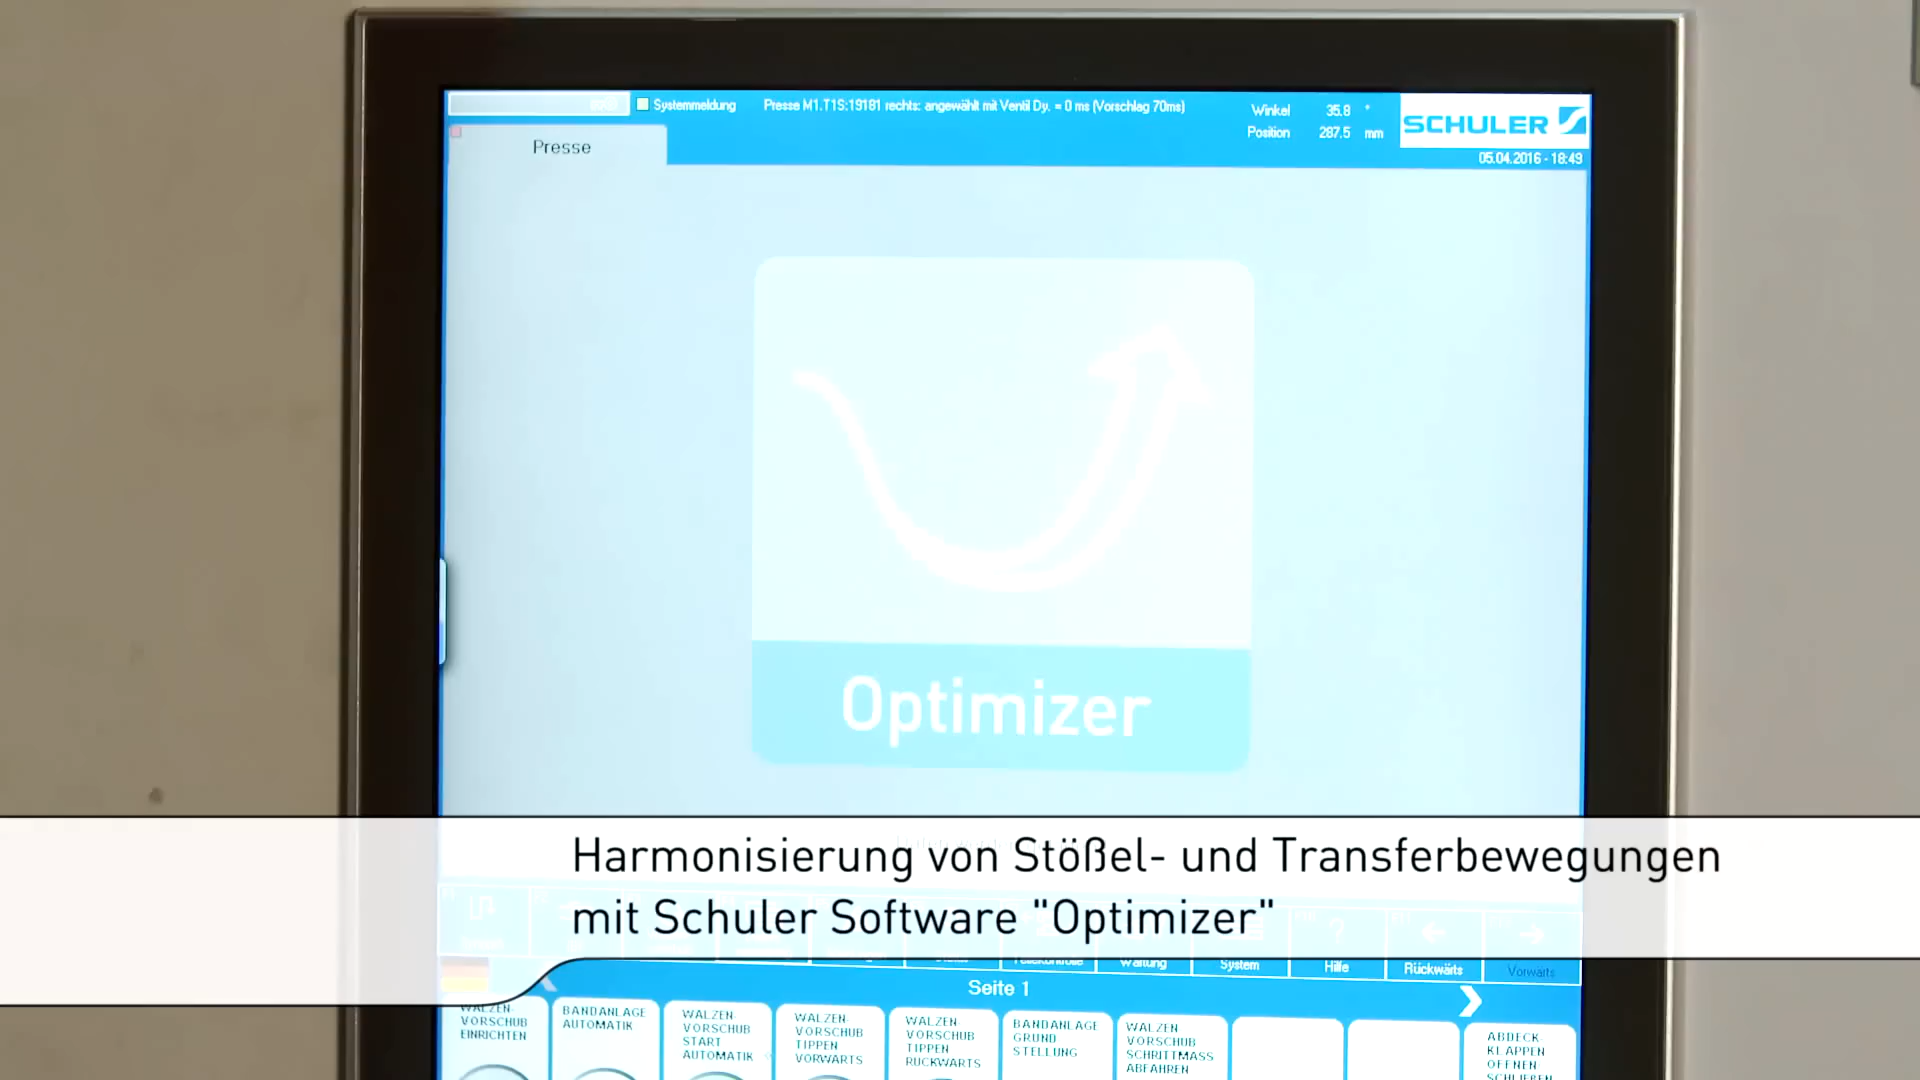 Systemmeldung
Presse M1.T1S:19181 rechts: angewählt mit Ventil Dy. = 0 ms (Vorschlag 70ms)
Winkel 35.8 °
Position 287.5 mm
SCHULER
05.04.2016 - 18:49
Presse
Optimizer
Harmonisierung von Stößel- und Transferbewegungen
mit Schuler Software "Optimizer"
Wartung
System
Hilfe
Rückwärts
Vorwärts
Seite 1
WALZEN-
VORSCHUB
EINRICHTEN
BANDANLAGE
AUTOMATIK
WALZEN-
VORSCHUB
START
AUTOMATIK
WALZEN-
VORSCHUB
TIPPEN
VORWÄRTS
WALZEN-
VORSCHUB
TIPPEN
RÜCKWÄRTS
BANDANLAGE
GRUND
STELLUNG
WALZEN
VORSCHUB
SCHRITTMASS
ABFAHREN
ABDECK-
KLAPPEN
ÖFFNEN
SCHLIEßEN